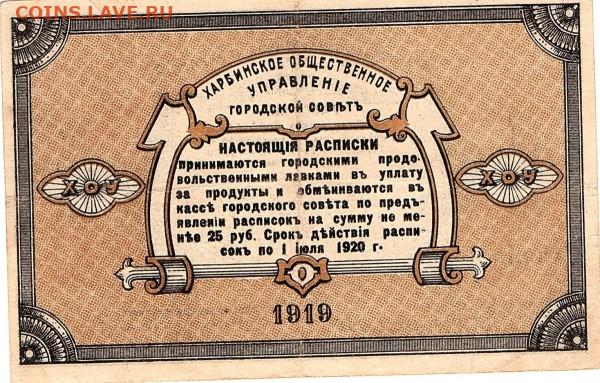 COINS.LAVE.RU
ХАРБИНСКОЕ ОБЩЕСТВЕННОЕ
УПРАВЛЕНІЕ
ГОРОДСКОЙ СОВѢТЪ
НАСТОЯЩІЯ РАСПИСКИ
принимаются городскими продо-
вольственными лавками въ уплату
за продукты и обмѣниваются въ
кассѣ городского совѣта по предъ-
явленіи расписокъ на сумму не ме-
нѣе 25 руб. Срокъ дѣйствія распи-
сокъ по 1 іюля 1920 г.
ХОУ
ХОУ
1919